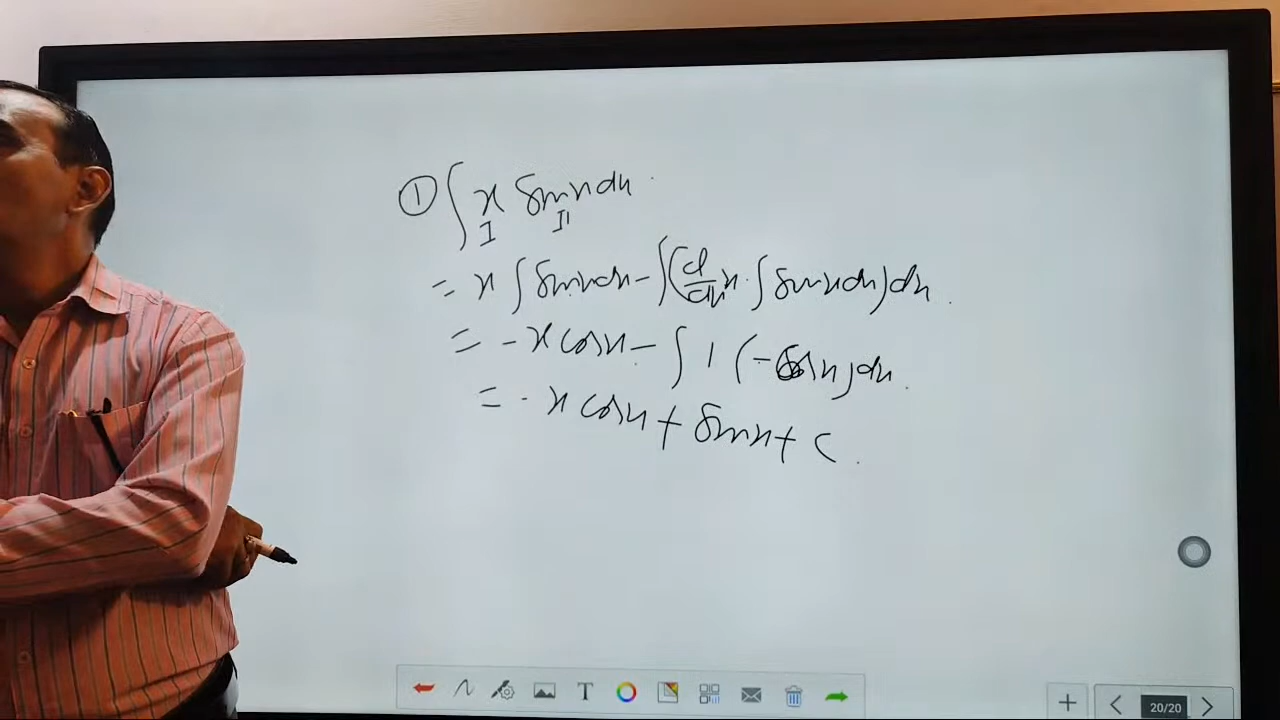 ① ∫ x sinx dx.
I II
= x ∫ sinx dx - ∫(d/dx x · ∫ sinx dx) dx.
= -x cosx - ∫ 1 (-cosx) dx.
= -x cosx + sinx + c.
T
20/20